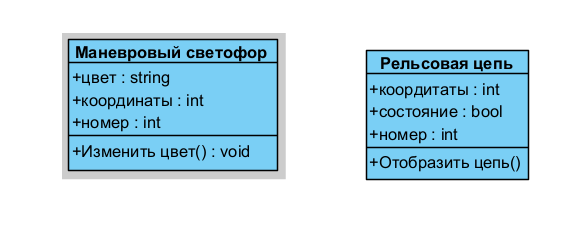 Маневровый светофор
+цвет : string
+координаты : int
+номер : int
+Изменить цвет() : void
Рельсовая цепь
+коордитаты : int
+состояние : bool
+номер : int
+Отобразить цепь()